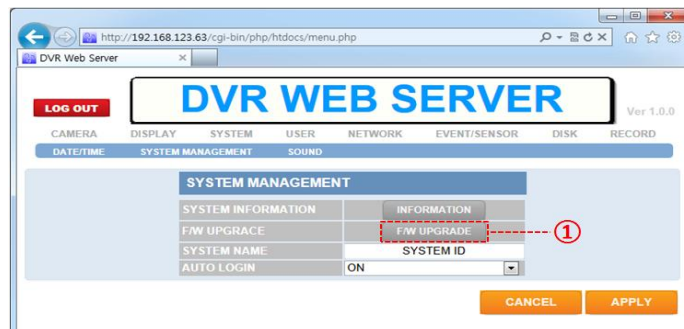 http://192.168.123.63/cgi-bin/php/htdocs/menu.php
DVR Web Server
LOG OUT
DVR WEB SERVER
Ver 1.0.0
CAMERA DISPLAY SYSTEM USER NETWORK EVENT/SENSOR DISK RECORD
DATE/TIME SYSTEM MANAGEMENT SOUND
SYSTEM MANAGEMENT
SYSTEM INFORMATION INFORMATION
F/W UPGRACE F/W UPGRADE ①
SYSTEM NAME SYSTEM ID
AUTO LOGIN ON
CANCEL APPLY